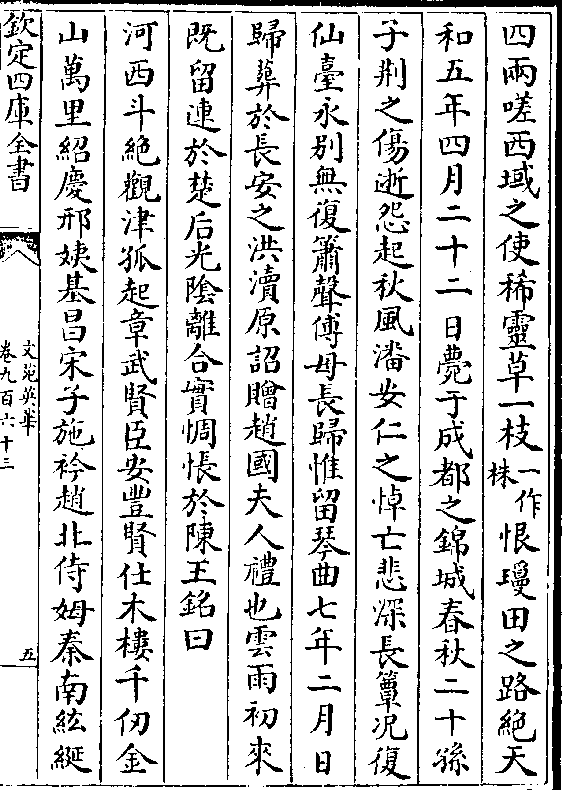 四兩嗟西域之使稀靈草一枝一作株恨瓊田之路絶天
和五年四月二十二日薨于成都之錦城春秋二十孫
子荆之傷逝怨起秋風潘安仁之悼亡悲深長簟况復
仙臺永别無復簫聲傅母長歸惟留琴曲七年二月日
歸葬於長安之洪瀆原詔贈趙國夫人禮也雲雨初來
既留連於楚后光陰離合實惆悵於陳王銘曰
河西斗絶觀津孤起章武賢臣安豐賢仕木樓千仞金
山萬里紹慶邢姨基昌宋子施衿趙北侍姆秦南紘綖
欽定四庫全書
文苑英華
卷九百六十三
五